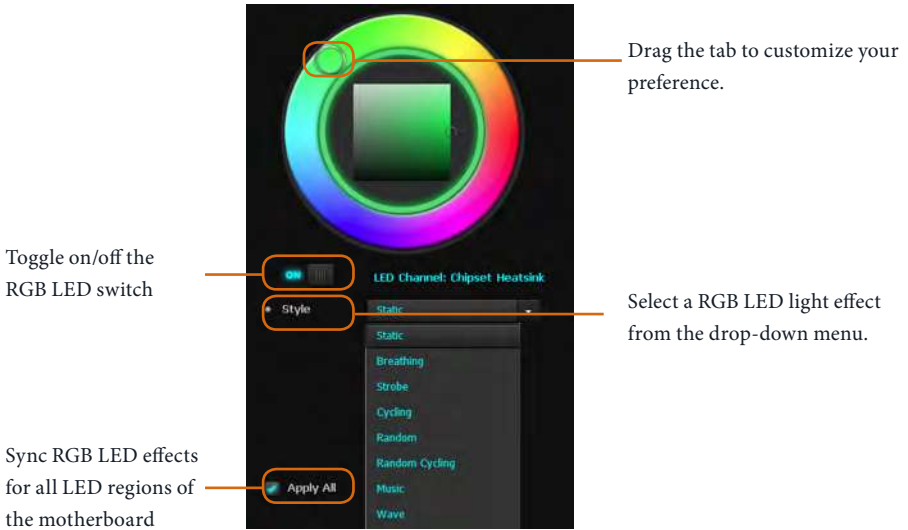 Drag the tab to customize your
preference.
Toggle on/off the
RGB LED switch
ON
LED Channel: Chipset Heatsink
Style
Static
Select a RGB LED light effect
from the drop-down menu.
Static
Breathing
Strobe
Cycling
Random
Random Cycling
Music
Wave
Sync RGB LED effects
for all LED regions of
the motherboard
Apply All